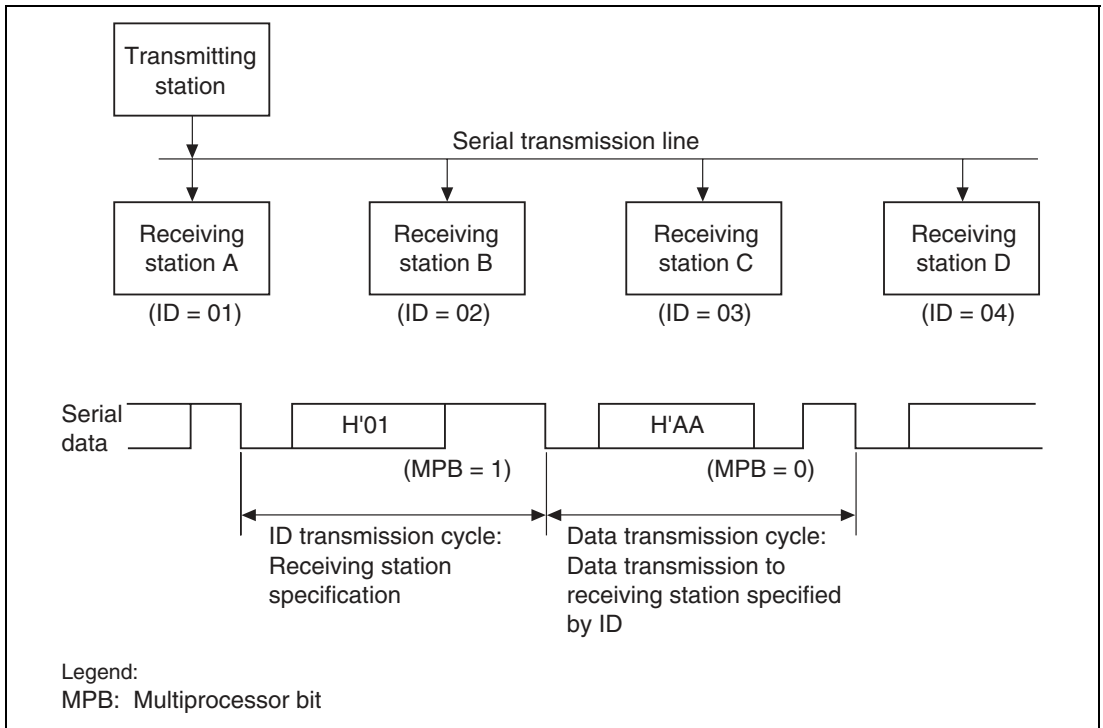 Transmitting
station
Serial transmission line
Receiving
station A
Receiving
station B
Receiving
station C
Receiving
station D
(ID = 01)
(ID = 02)
(ID = 03)
(ID = 04)
Serial
data
H'01
H'AA
(MPB = 1)
(MPB = 0)
ID transmission cycle:
Receiving station
specification
Data transmission cycle:
Data transmission to
receiving station specified
by ID
Legend:
MPB: Multiprocessor bit